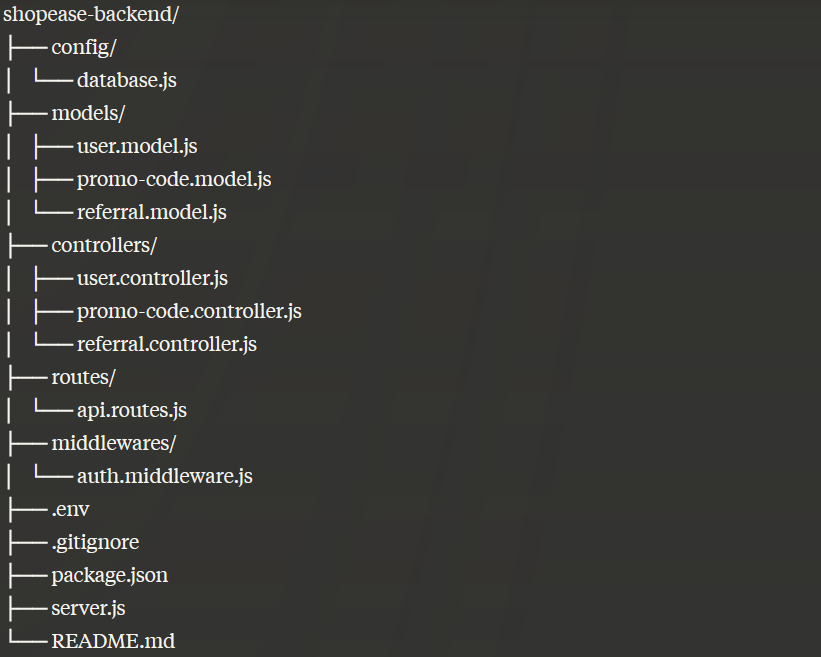 shopease-backend/
├── config/
│   └── database.js
├── models/
│   ├── user.model.js
│   ├── promo-code.model.js
│   └── referral.model.js
├── controllers/
│   ├── user.controller.js
│   ├── promo-code.controller.js
│   └── referral.controller.js
├── routes/
│   └── api.routes.js
├── middlewares/
│   └── auth.middleware.js
├── .env
├── .gitignore
├── package.json
├── server.js
└── README.md